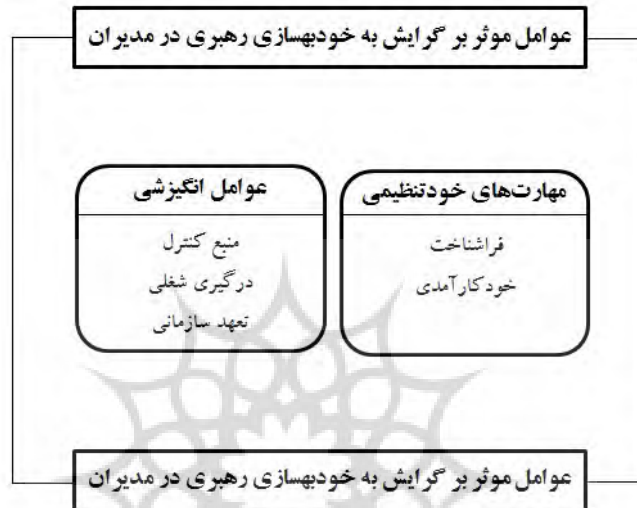 عوامل موثر بر گرایش به خودبهسازی رهبری در مدیران
مهارت‌های خودتنظیمی
فراشناخت
خودکارآمدی
عوامل انگیزشی
منبع کنترل
درگیری شغلی
تعهد سازمانی
عوامل موثر بر گرایش به خودبهسازی رهبری در مدیران